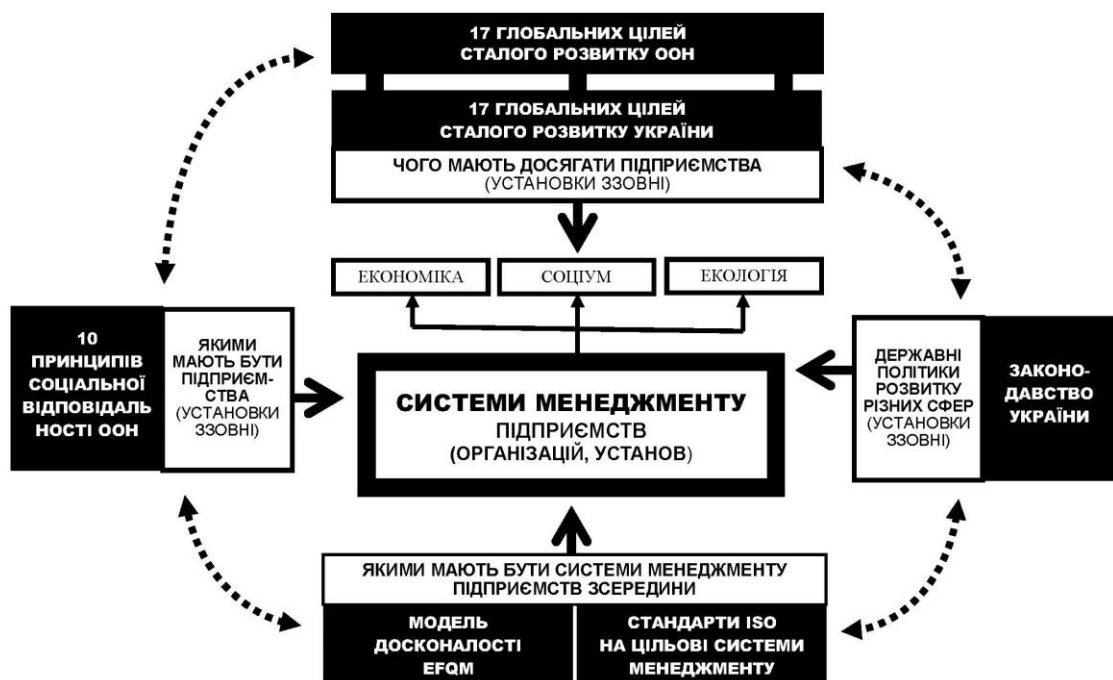 17 ГЛОБАЛЬНИХ ЦІЛЕЙ
СТАЛОГО РОЗВИТКУ ООН
17 ГЛОБАЛЬНИХ ЦІЛЕЙ
СТАЛОГО РОЗВИТКУ УКРАЇНИ
ЧОГО МАЮТЬ ДОСЯГАТИ ПІДПРИЄМСТВА
(УСТАНОВКИ ЗЗОВНІ)
ЕКОНОМІКА
СОЦІУМ
ЕКОЛОГІЯ
10
ПРИНЦИПІВ
СОЦІАЛЬНОЇ
ВІДПОВІДАЛЬ
НОСТІ ООН
ЯКИМИ
МАЮТЬ БУТИ
ПІДПРИЄМ-
СТВА
(УСТАНОВКИ
ЗЗОВНІ)
СИСТЕМИ МЕНЕДЖМЕНТУ
ПІДПРИЄМСТВ
(ОРГАНІЗАЦІЙ, УСТАНОВ)
ДЕРЖАВНІ
ПОЛІТИКИ
РОЗВИТКУ
РІЗНИХ СФЕР
(УСТАНОВКИ
ЗЗОВНІ)
ЗАКОНО-
ДАВСТВО
УКРАЇНИ
ЯКИМИ МАЮТЬ БУТИ СИСТЕМИ МЕНЕДЖМЕНТУ
ПІДПРИЄМСТВ ЗСЕРЕДИНИ
МОДЕЛЬ
ДОСКОНАЛОСТІ
EFQM
СТАНДАРТИ ISO
НА ЦІЛЬОВІ СИСТЕМИ
МЕНЕДЖМЕНТУ